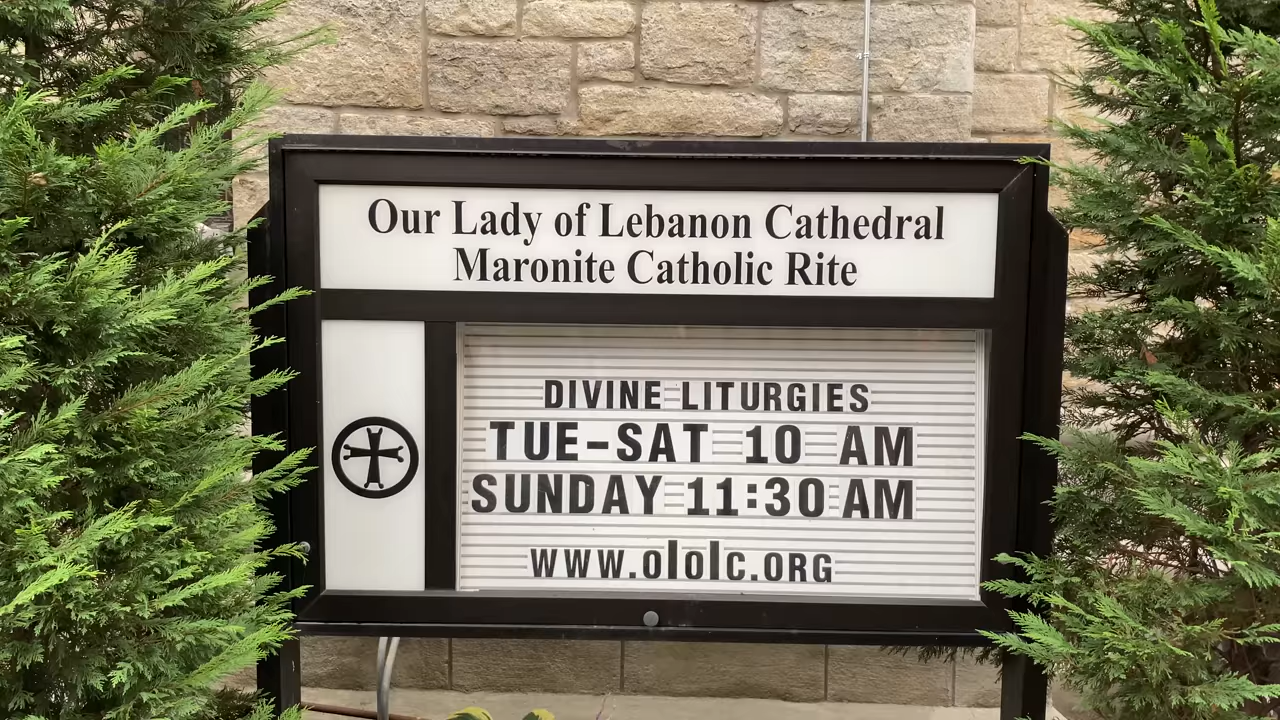 Our Lady of Lebanon Cathedral
Maronite Catholic Rite
DIVINE LITURGIES
TUE-SAT 10 AM
SUNDAY 11:30 AM
WWW.ololc.ORG